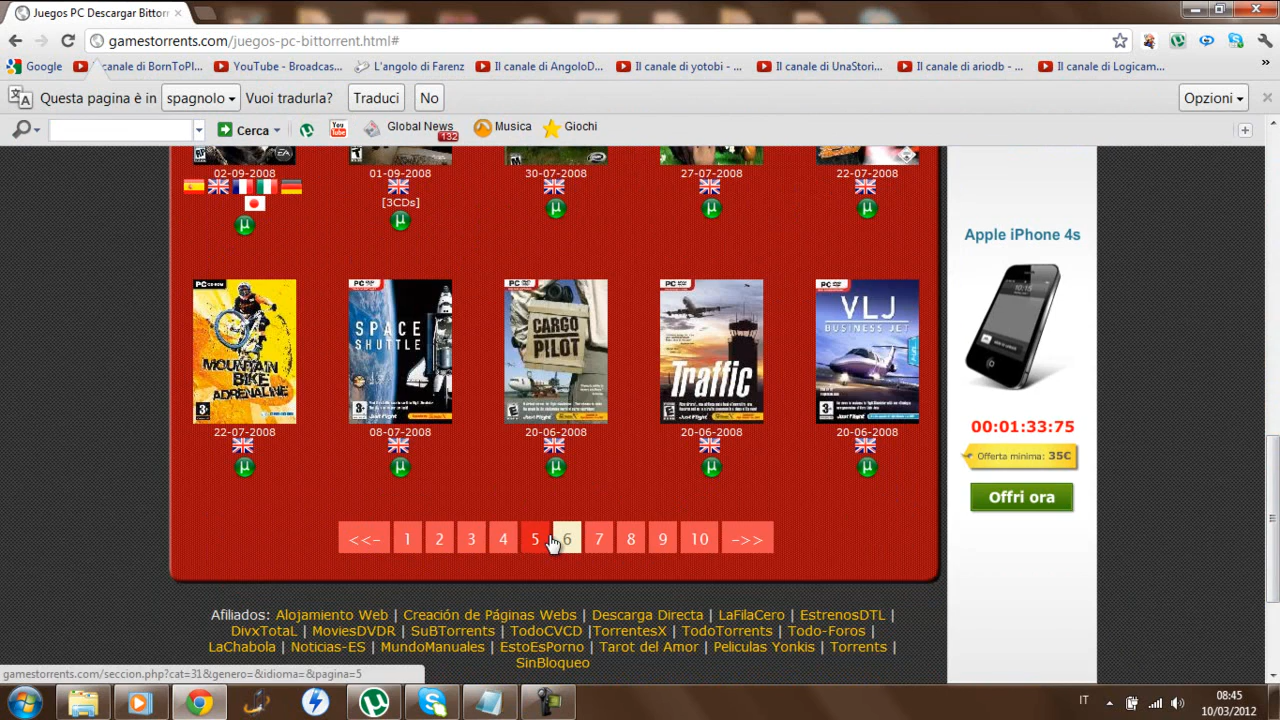 Juegos PC Descargar Bittorr
gamestorrents.com/juegos-pc-bittorrent.html#
Google canale di BornToPl... YouTube - Broadcas... L'angolo di Farenz Il canale di AngoloD... Il canale di yotobi - ... Il canale di UnaStori... Il canale di ariodb - ... Il canale di Logicam... »
Questa pagina è in spagnolo Vuoi tradurla? Traduci No Opzioni
Cerca You Tube Global News 132 Musica Giochi
02-09-2008 01-09-2008 30-07-2008 27-07-2008 22-07-2008
[3CDs]
Apple iPhone 4s
PC CD-ROM
MOUNTAIN
BIKE
ADRENALINE
SPACE
SHUTTLE
CARGO
PILOT
Traffic
VLJ
BUSINESS JET
22-07-2008 08-07-2008 20-06-2008 20-06-2008 20-06-2008
00:01:33:75
Offerta minima: 35€
Offri ora
<<- 1 2 3 4 5 6 7 8 9 10 ->>
Afiliados: Alojamiento Web | Creación de Páginas Webs | Descarga Directa | LaFilaCero | EstrenosDTL |
DivxTotaL | MoviesDVDR | SuBTorrents | TodoCVCD |TorrentesX | TodoTorrents | Todo-Foros |
LaChabola | Noticias-ES | MundoManuales | EstoEsPorno | Tarot del Amor | Peliculas Yonkis | Torrents |
SinBloqueo
gamestorrents.com/seccion.php?cat=31&genero=&idioma=&pagina=5
IT
08:45
10/03/2012